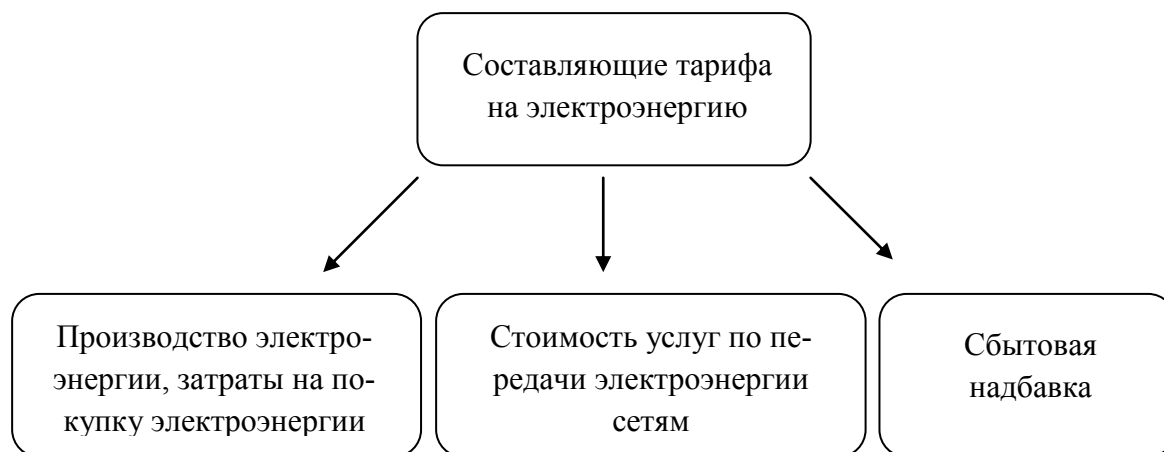 Составляющие тарифа
на электроэнергию
Производство электро-
энергии, затраты на по-
купку электроэнергии
Стоимость услуг по пе-
редачи электроэнергии
сетям
Сбытовая
надбавка